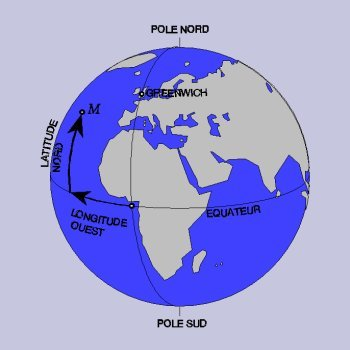 POLE NORD
GREENWICH
M
LATITUDE
NORD
LONGITUDE
OUEST
EQUATEUR
POLE SUD